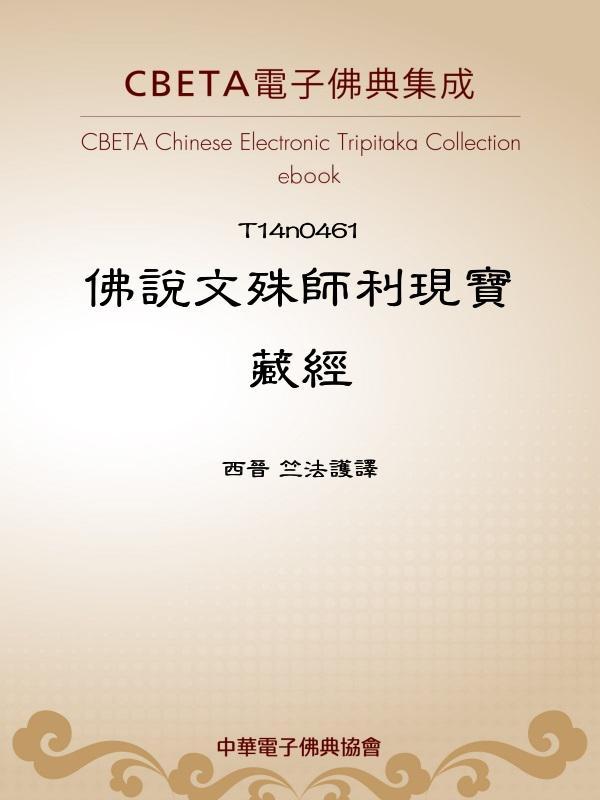 CBETA電子佛典集成
CBETA Chinese Electronic Tripitaka Collection
ebook
T14n0461
佛說文殊師利現寶
藏經
西晉 竺法護譯
中華電子佛典協會